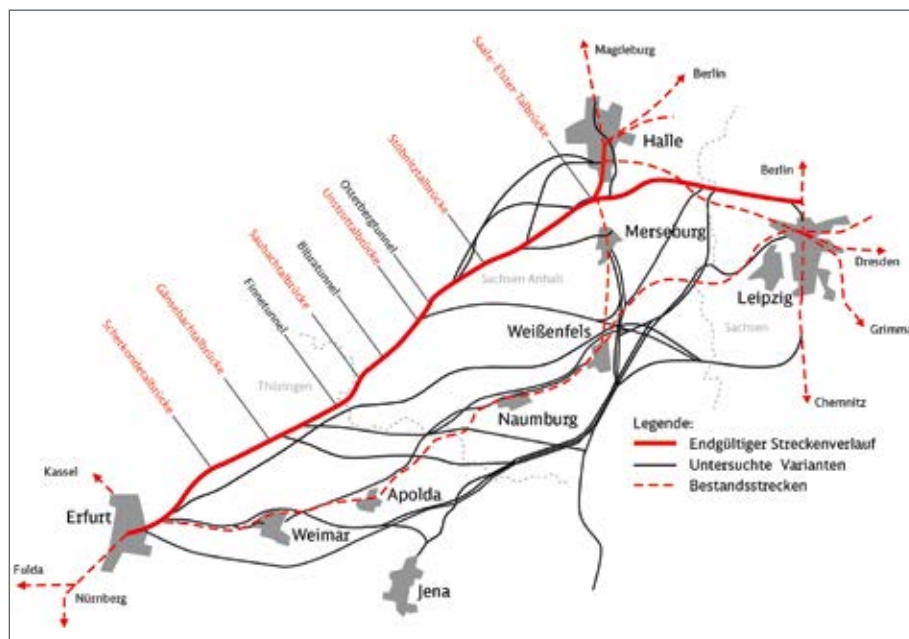 Magdeburg
Berlin
Halle
Saale-Elster-Talbrücke
Stöbnitztalbrücke
Osterbergtunnel
Unstruttalbrücke
Bibratunnel
Saubachtalbrücke
Finnetunnel
Gänsebachtalbrücke
Scherkondetalbrücke
Berlin
Merseburg
Sachsen-Anhalt
Dresden
Leipzig
Grimma
Weißenfels
Sachsen
Thüringen
Chemnitz
Naumburg
Legende:
Endgültiger Streckenverlauf
Untersuchte Varianten
Bestandsstrecken
Kassel
Apolda
Erfurt
Weimar
Fulda
Jena
Nürnberg